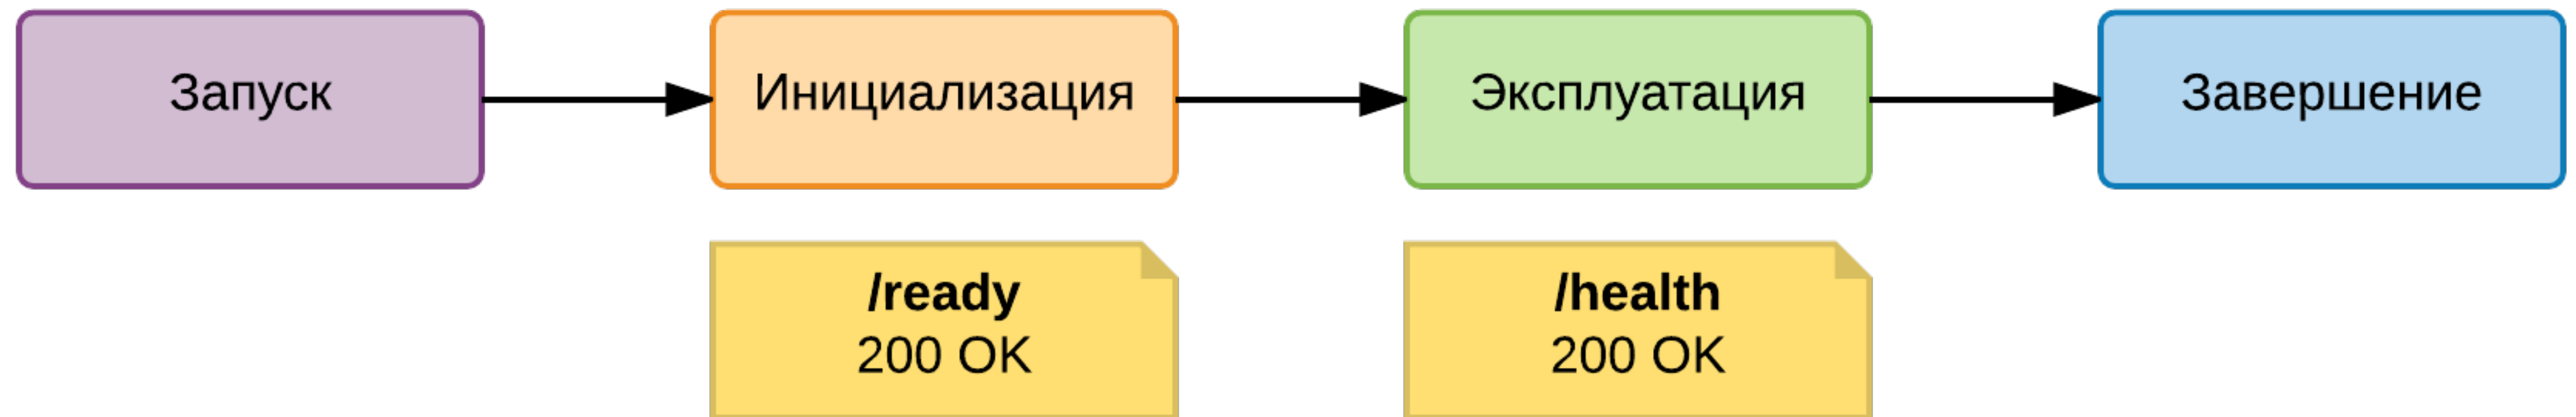 Запуск
Инициализация
Эксплуатация
Завершение
/ready
200 OK
/health
200 OK